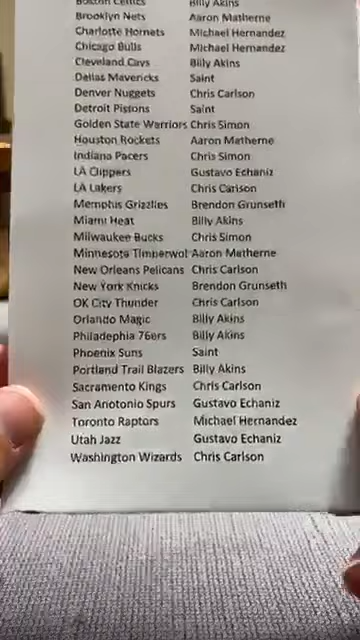 Boston Celtics Billy Akins
Brooklyn Nets Aaron Matherne
Charlotte Hornets Michael Hernandez
Chicago Bulls Michael Hernandez
Cleveland Cavs Billy Akins
Dallas Mavericks Saint
Denver Nuggets Chris Carlson
Detroit Pistons Saint
Golden State Warriors Chris Simon
Houston Rockets Aaron Matherne
Indiana Pacers Chris Simon
LA Clippers Gustavo Echaniz
LA Lakers Chris Carlson
Memphis Grizzlies Brendon Grunseth
Miami Heat Billy Akins
Milwaukee Bucks Chris Simon
Minnesota Timberwol Aaron Matherne
New Orleans Pelicans Chris Carlson
New York Knicks Brendon Grunseth
OK City Thunder Chris Carlson
Orlando Magic Billy Akins
Philadephia 76ers Billy Akins
Phoenix Suns Saint
Portland Trail Blazers Billy Akins
Sacramento Kings Chris Carlson
San Anotonio Spurs Gustavo Echaniz
Toronto Raptors Michael Hernandez
Utah Jazz Gustavo Echaniz
Washington Wizards Chris Carlson